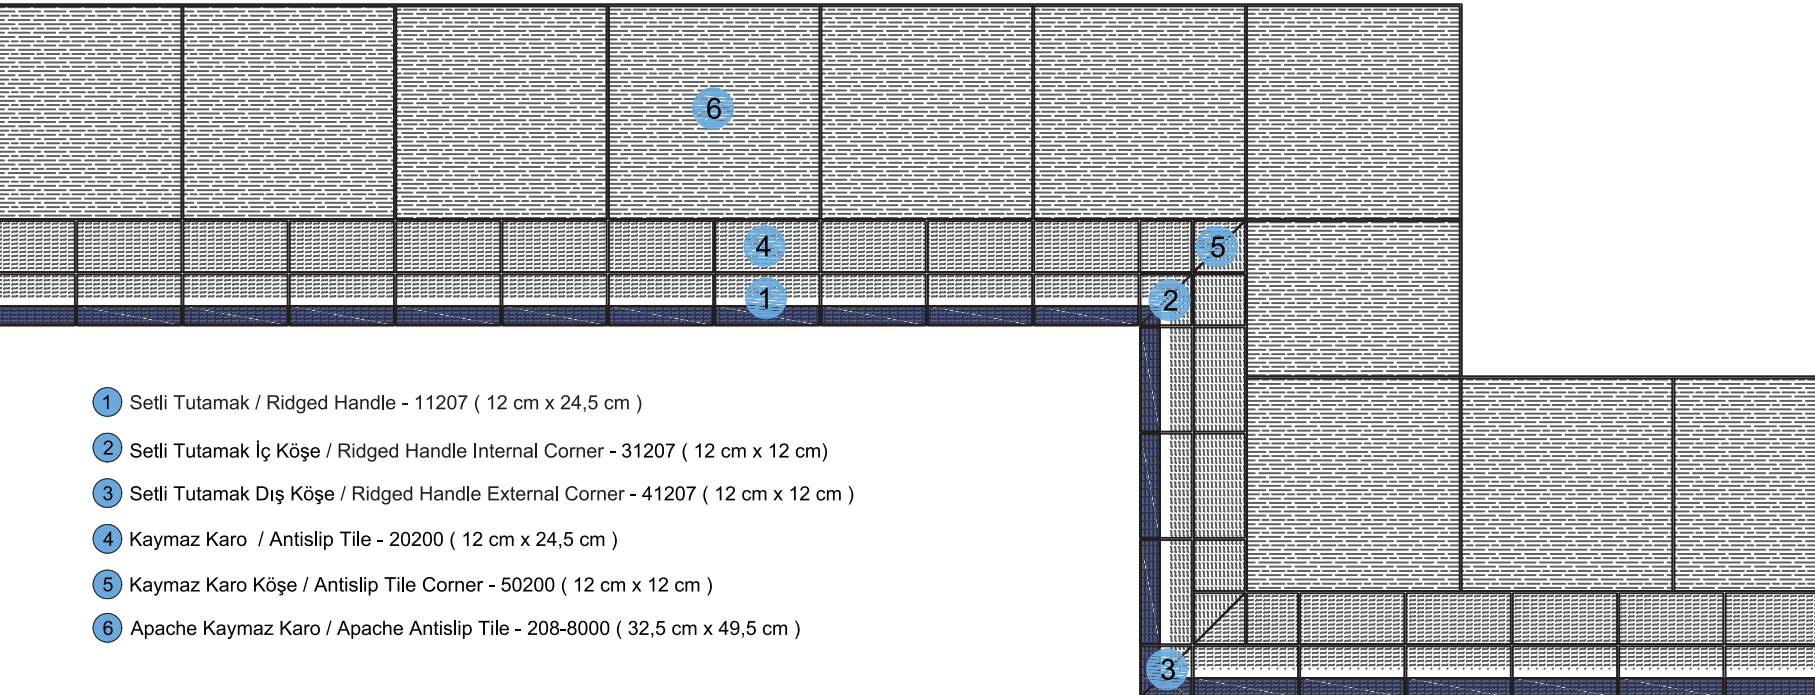 6
4
5
1
2
1 Setli Tutamak / Ridged Handle - 11207 ( 12 cm x 24,5 cm )
2 Setli Tutamak İç Köşe / Ridged Handle Internal Corner - 31207 ( 12 cm x 12 cm)
3 Setli Tutamak Dış Köşe / Ridged Handle External Corner - 41207 ( 12 cm x 12 cm )
4 Kaymaz Karo / Antislip Tile - 20200 ( 12 cm x 24,5 cm )
5 Kaymaz Karo Köşe / Antislip Tile Corner - 50200 ( 12 cm x 12 cm )
6 Apache Kaymaz Karo / Apache Antislip Tile - 208-8000 ( 32,5 cm x 49,5 cm )
3